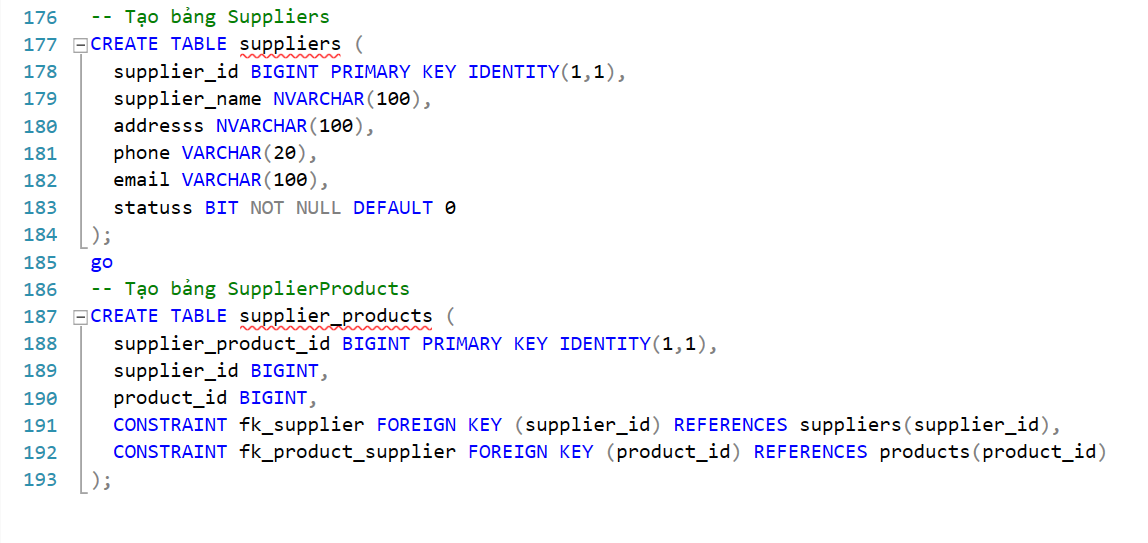 176 -- Tạo bảng Suppliers
177 CREATE TABLE suppliers (
178 supplier_id BIGINT PRIMARY KEY IDENTITY(1,1),
179 supplier_name NVARCHAR(100),
180 addresss NVARCHAR(100),
181 phone VARCHAR(20),
182 email VARCHAR(100),
183 statuss BIT NOT NULL DEFAULT 0
184 );
185 go
186 -- Tạo bảng SupplierProducts
187 CREATE TABLE supplier_products (
188 supplier_product_id BIGINT PRIMARY KEY IDENTITY(1,1),
189 supplier_id BIGINT,
190 product_id BIGINT,
191 CONSTRAINT fk_supplier FOREIGN KEY (supplier_id) REFERENCES suppliers(supplier_id),
192 CONSTRAINT fk_product_supplier FOREIGN KEY (product_id) REFERENCES products(product_id)
193 );